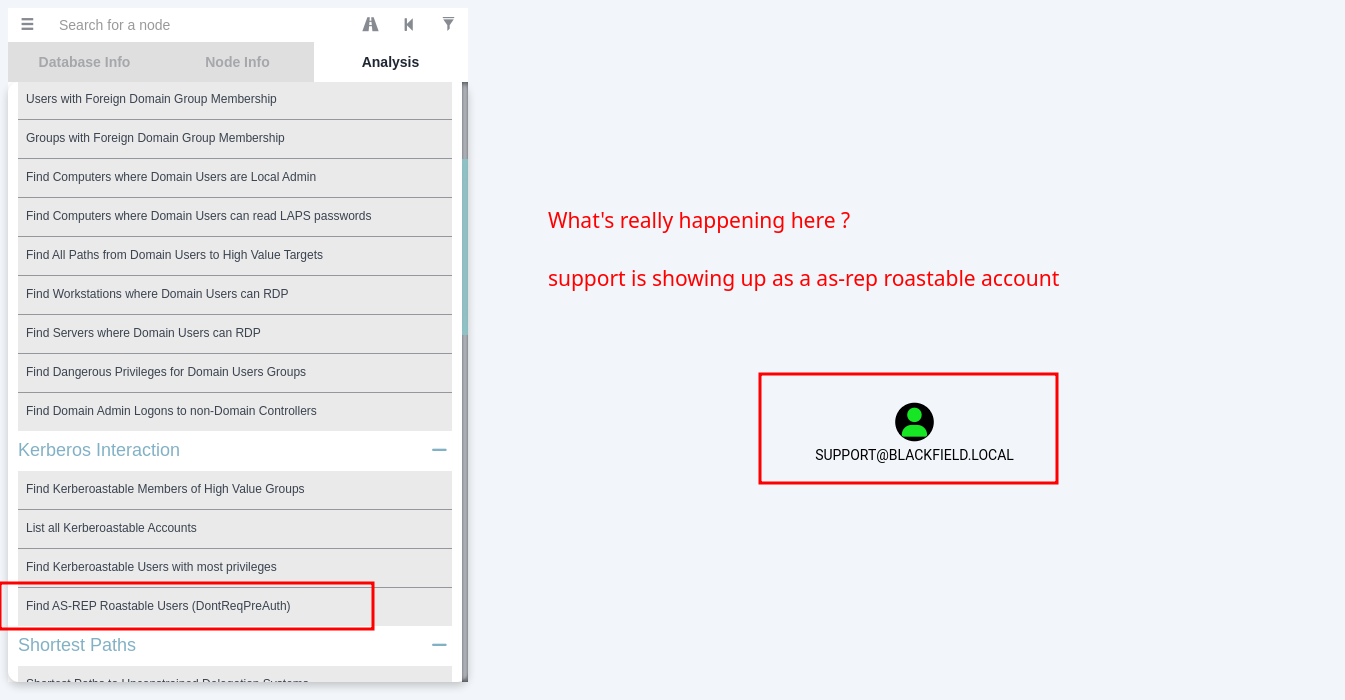 Search for a node
Database Info
Node Info
Analysis
Users with Foreign Domain Group Membership
Groups with Foreign Domain Group Membership
Find Computers where Domain Users are Local Admin
Find Computers where Domain Users can read LAPS passwords
Find All Paths from Domain Users to High Value Targets
Find Workstations where Domain Users can RDP
Find Servers where Domain Users can RDP
Find Dangerous Privileges for Domain Users Groups
Find Domain Admin Logons to non-Domain Controllers
Kerberos Interaction
Find Kerberoastable Members of High Value Groups
List all Kerberoastable Accounts
Find Kerberoastable Users with most privileges
Find AS-REP Roastable Users (DontReqPreAuth)
Shortest Paths
Shortest Paths to Unconstrained Delegation Systems
What's really happening here ?
support is showing up as a as-rep roastable account
SUPPORT@BLACKFIELD.LOCAL